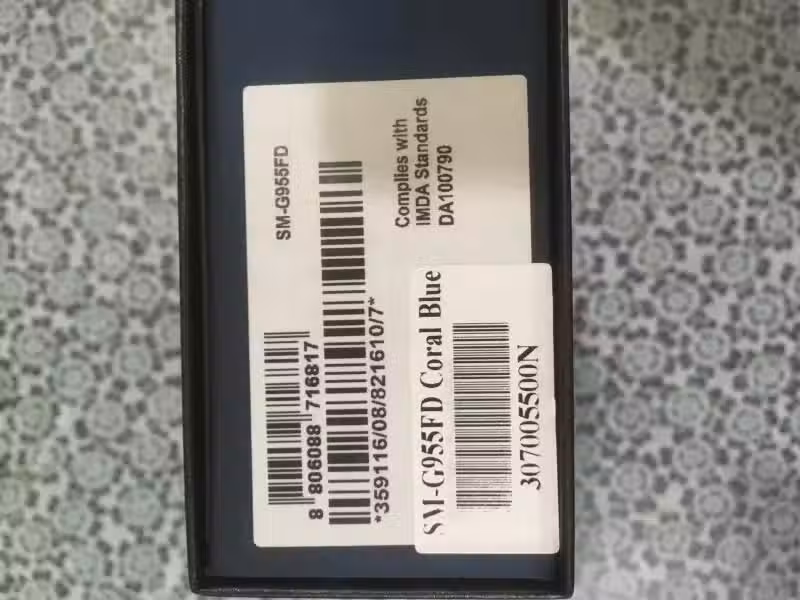 SM-G955FD
8 806088 716817
*359116/08/821610/7*
Complies with
IMDA Standards
DA100790
SM-G955FD Coral Blue
307005500N